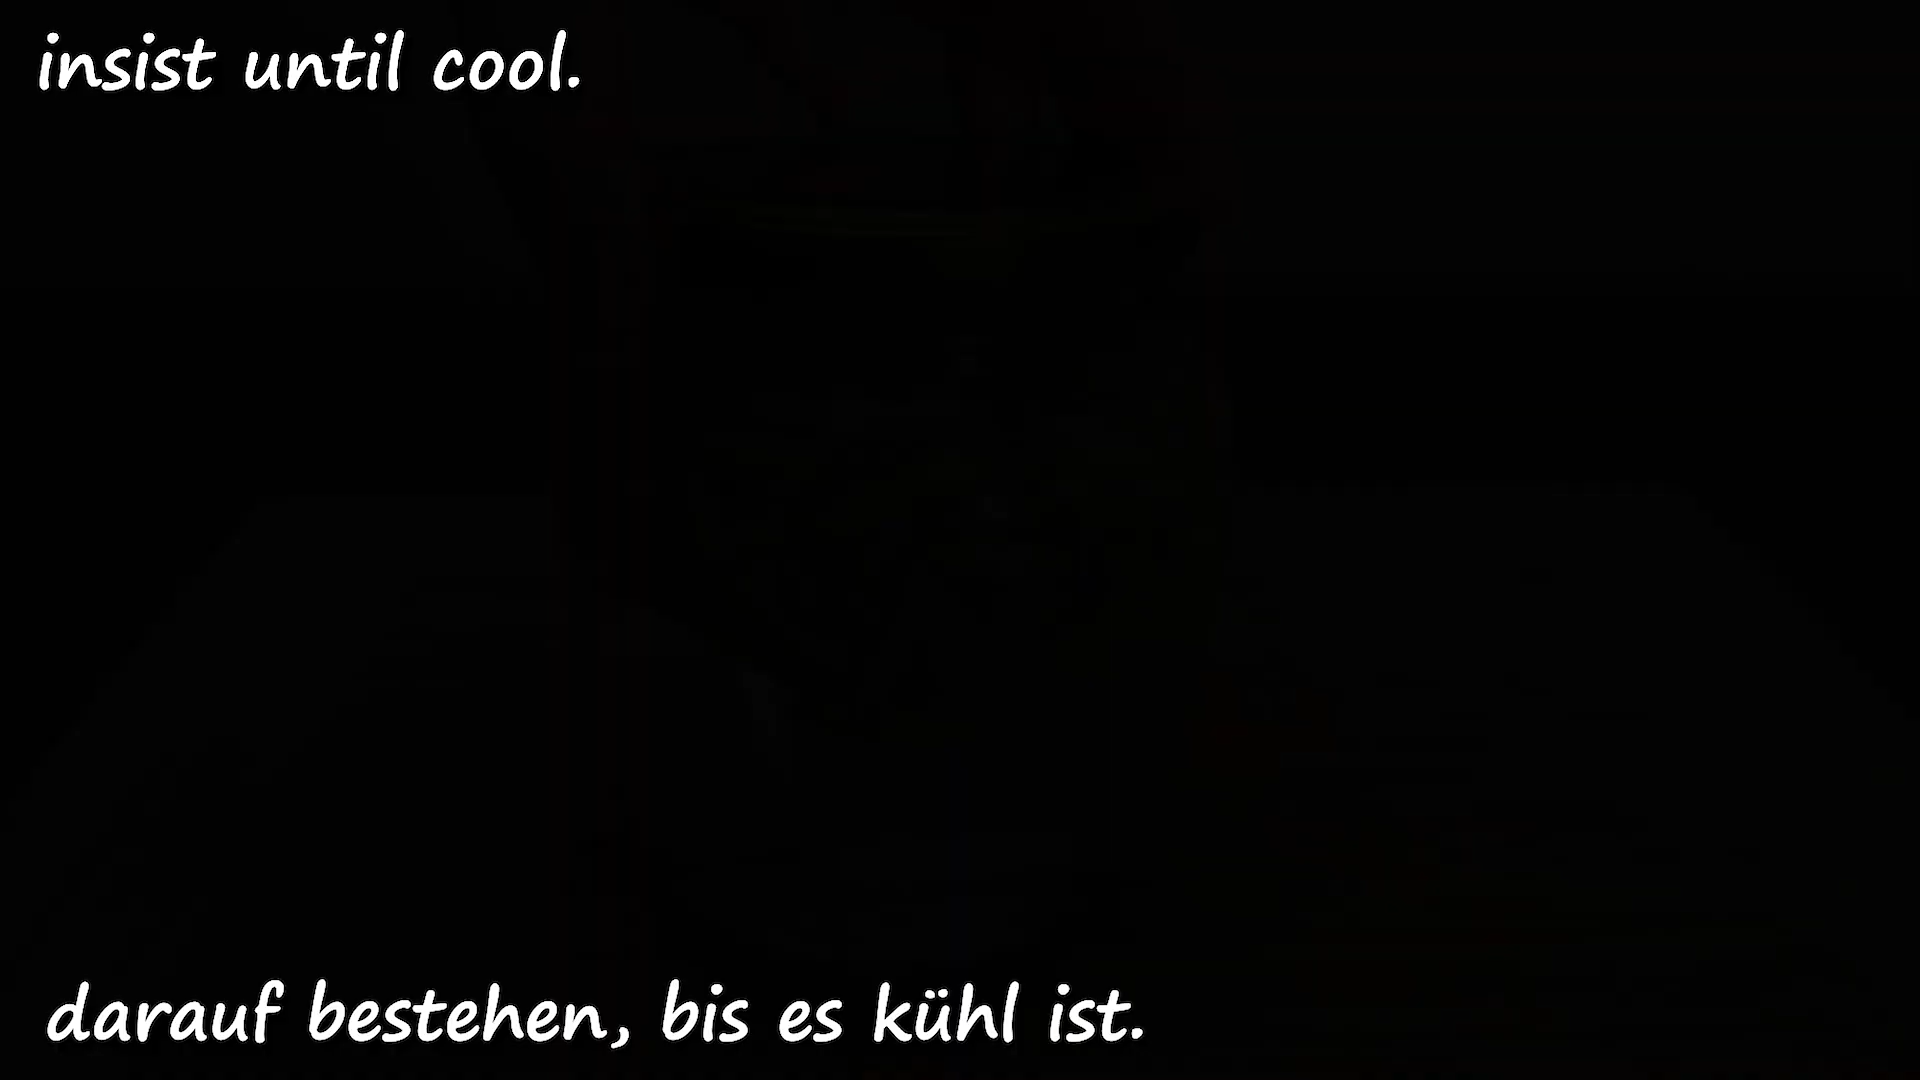 insist until cool.
darauf bestehen, bis es kühl ist.